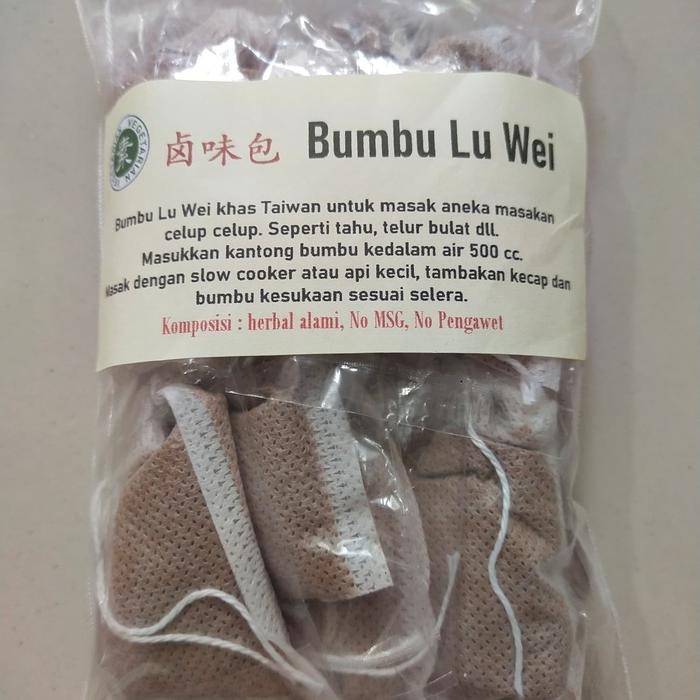 VEGETARIAN
素
卤味包 Bumbu Lu Wei
Bumbu Lu Wei khas Taiwan untuk masak aneka masakan
celup celup. Seperti tahu, telur bulat dll.
Masukkan kantong bumbu kedalam air 500 cc.
Masak dengan slow cooker atau api kecil, tambakan kecap dan
bumbu kesukaan sesuai selera.
Komposisi : herbal alami, No MSG, No Pengawet